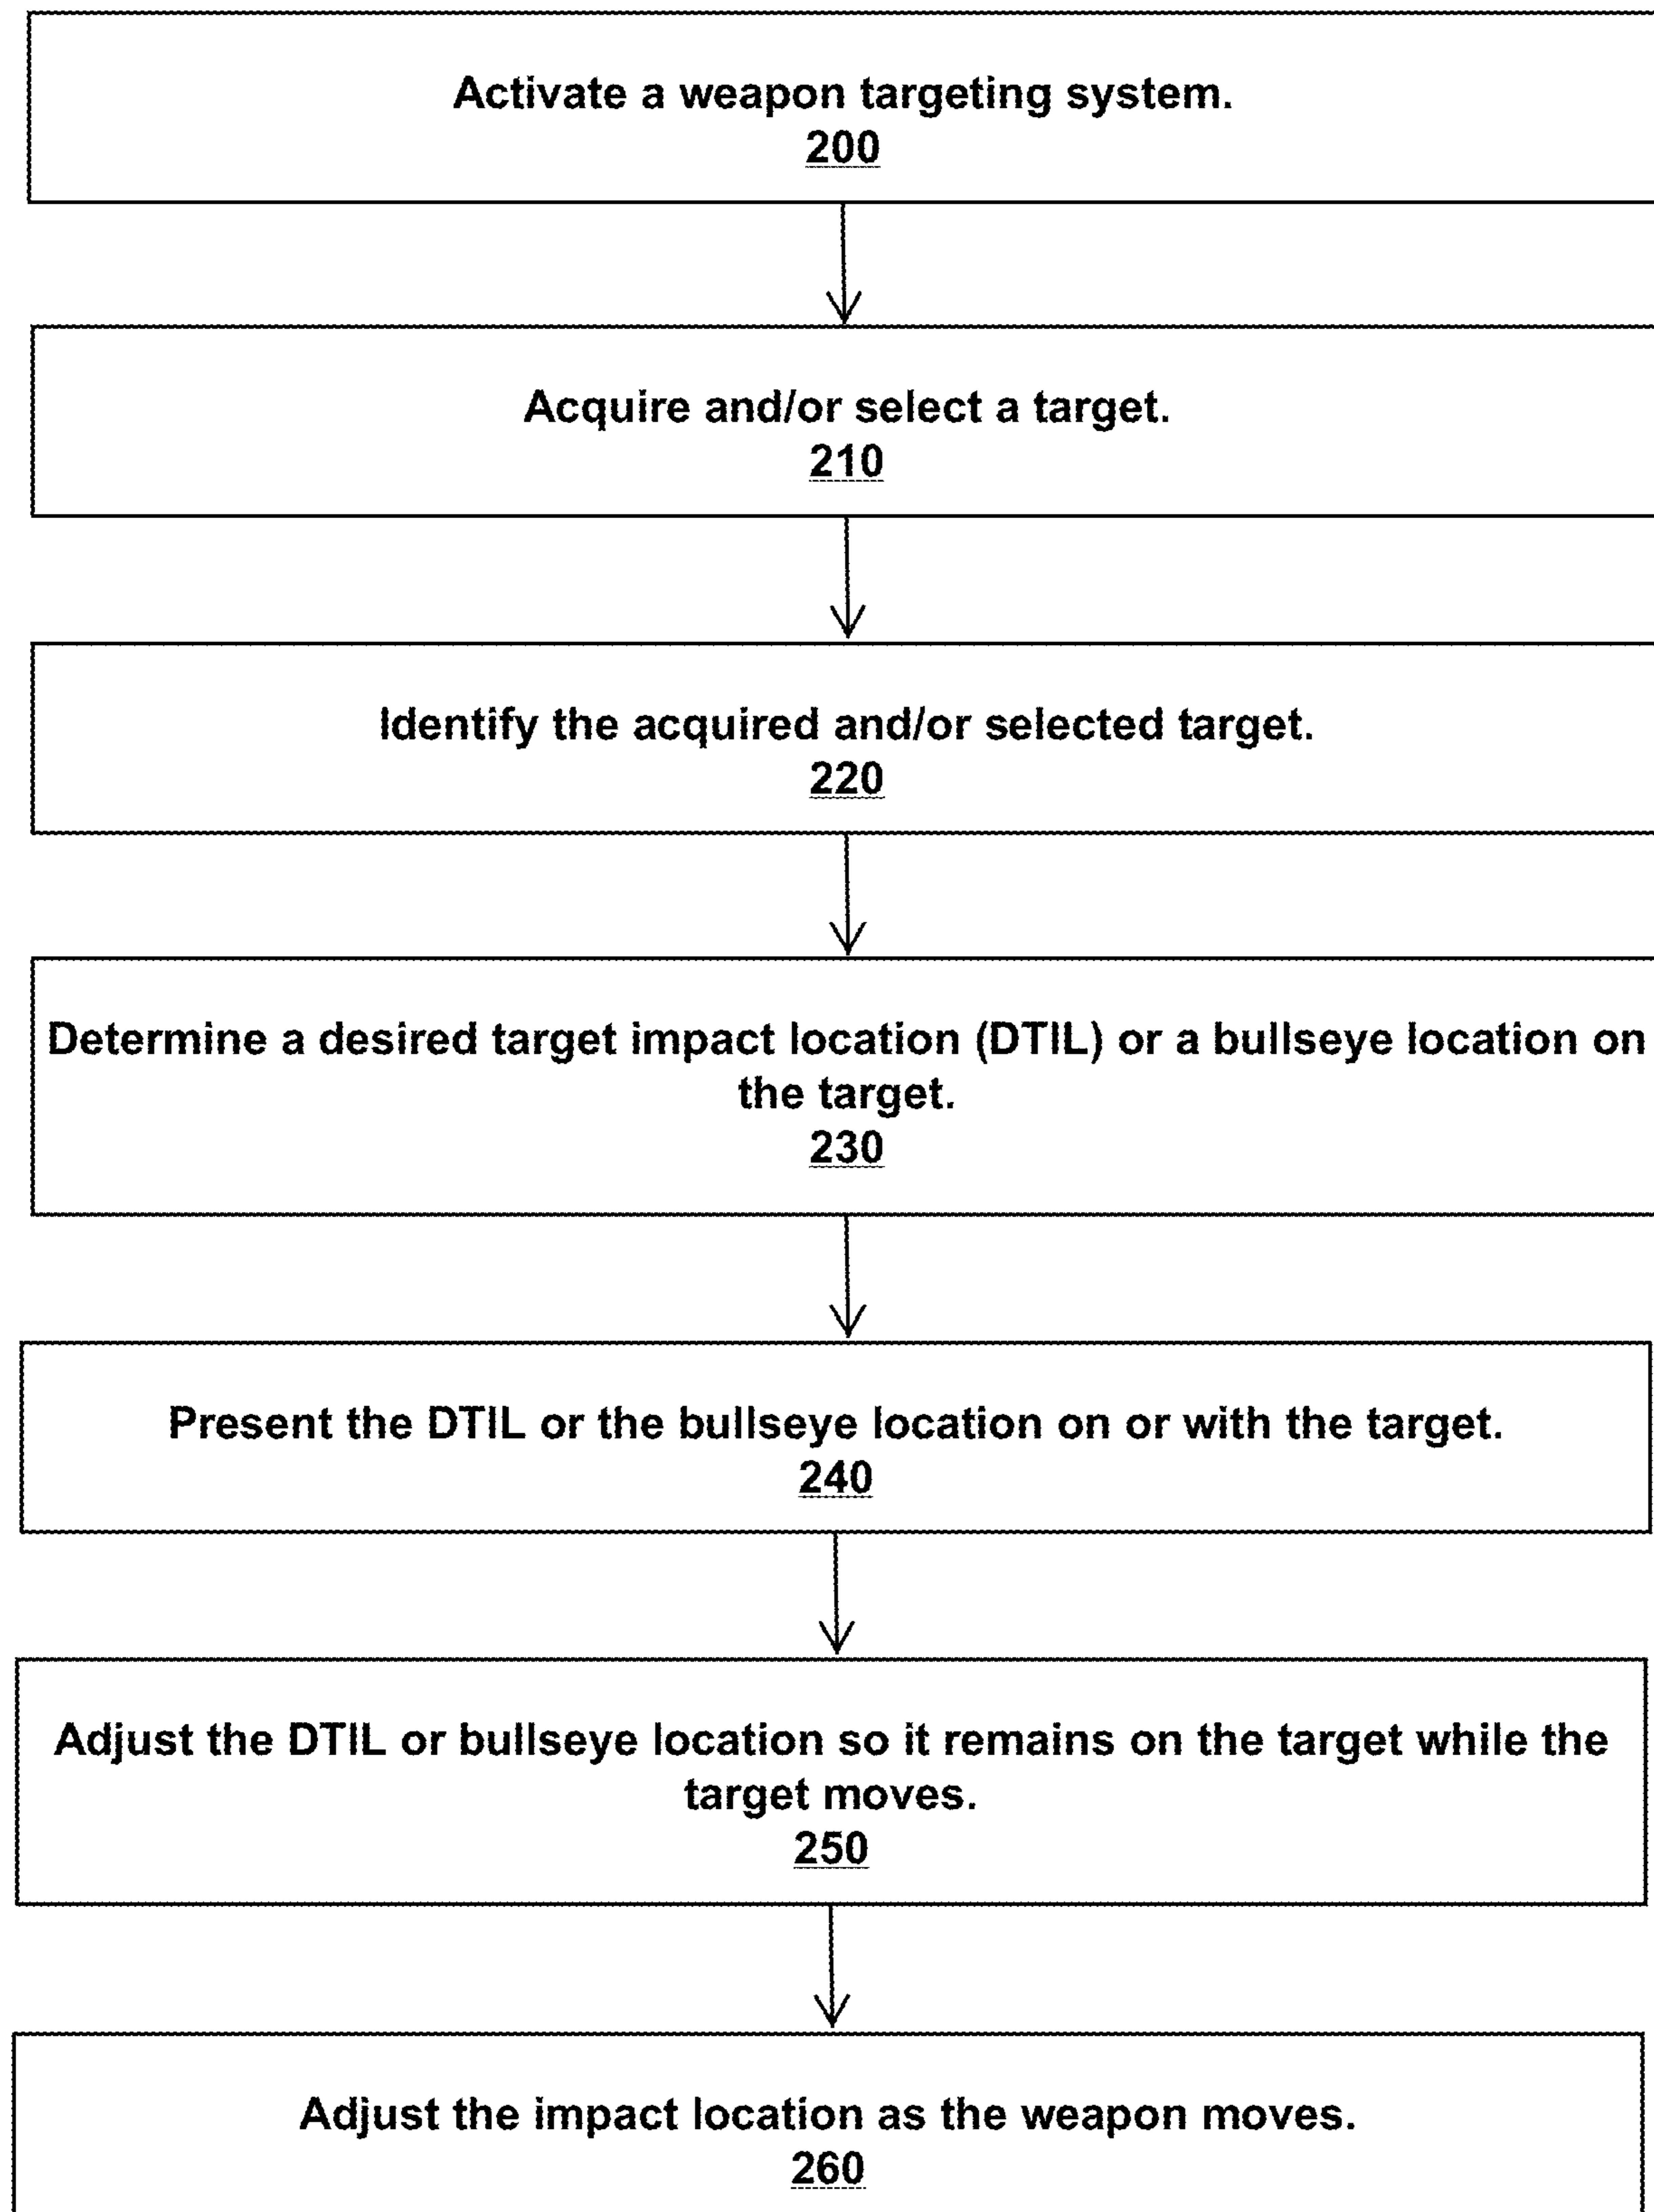 Activate a weapon targeting system.
200
Acquire and/or select a target.
210
Identify the acquired and/or selected target.
220
Determine a desired target impact location (DTIL) or a bullseye location on
the target.
230
Present the DTIL or the bullseye location on or with the target.
240
Adjust the DTIL or bullseye location so it remains on the target while the
target moves.
250
Adjust the impact location as the weapon moves.
260